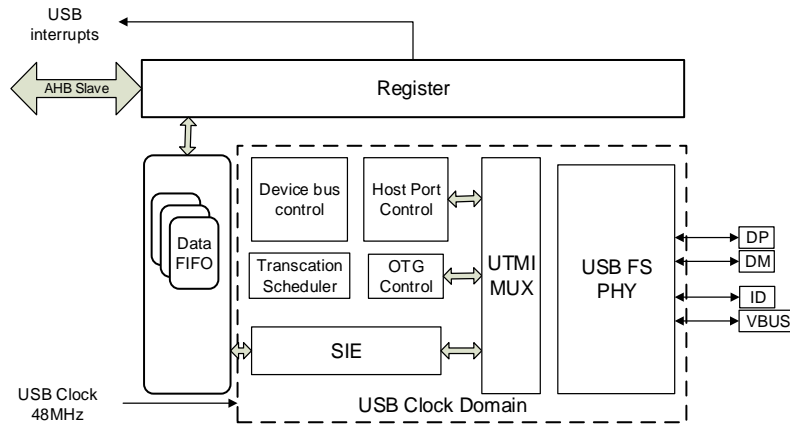 USB
interrupts
AHB Slave
Register
Device bus
control
Host Port
Control
Data
FIFO
Transcation
Scheduler
OTG
Control
UTMI
MUX
USB FS
PHY
DP
DM
ID
VBUS
SIE
USB Clock
48MHz
USB Clock Domain